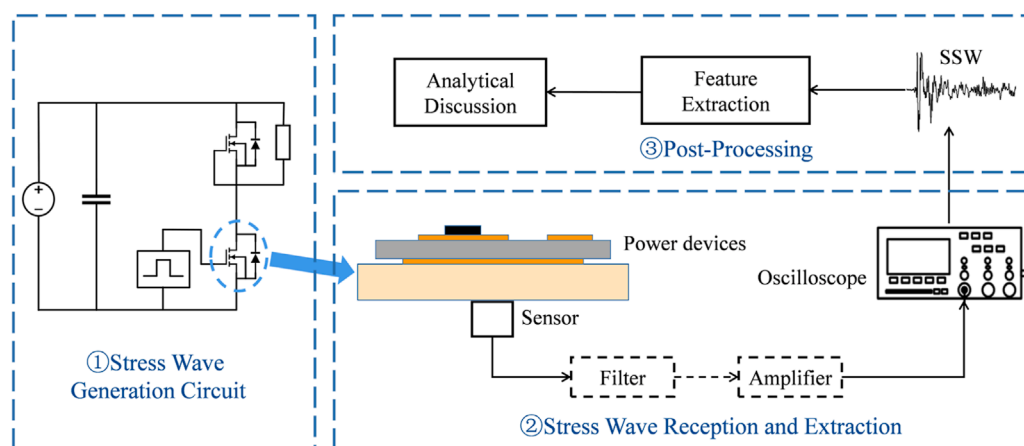 ①Stress Wave
Generation Circuit
Analytical
Discussion
Feature
Extraction
SSW
③Post-Processing
Power devices
Oscilloscope
Sensor
Filter
Amplifier
②Stress Wave Reception and Extraction